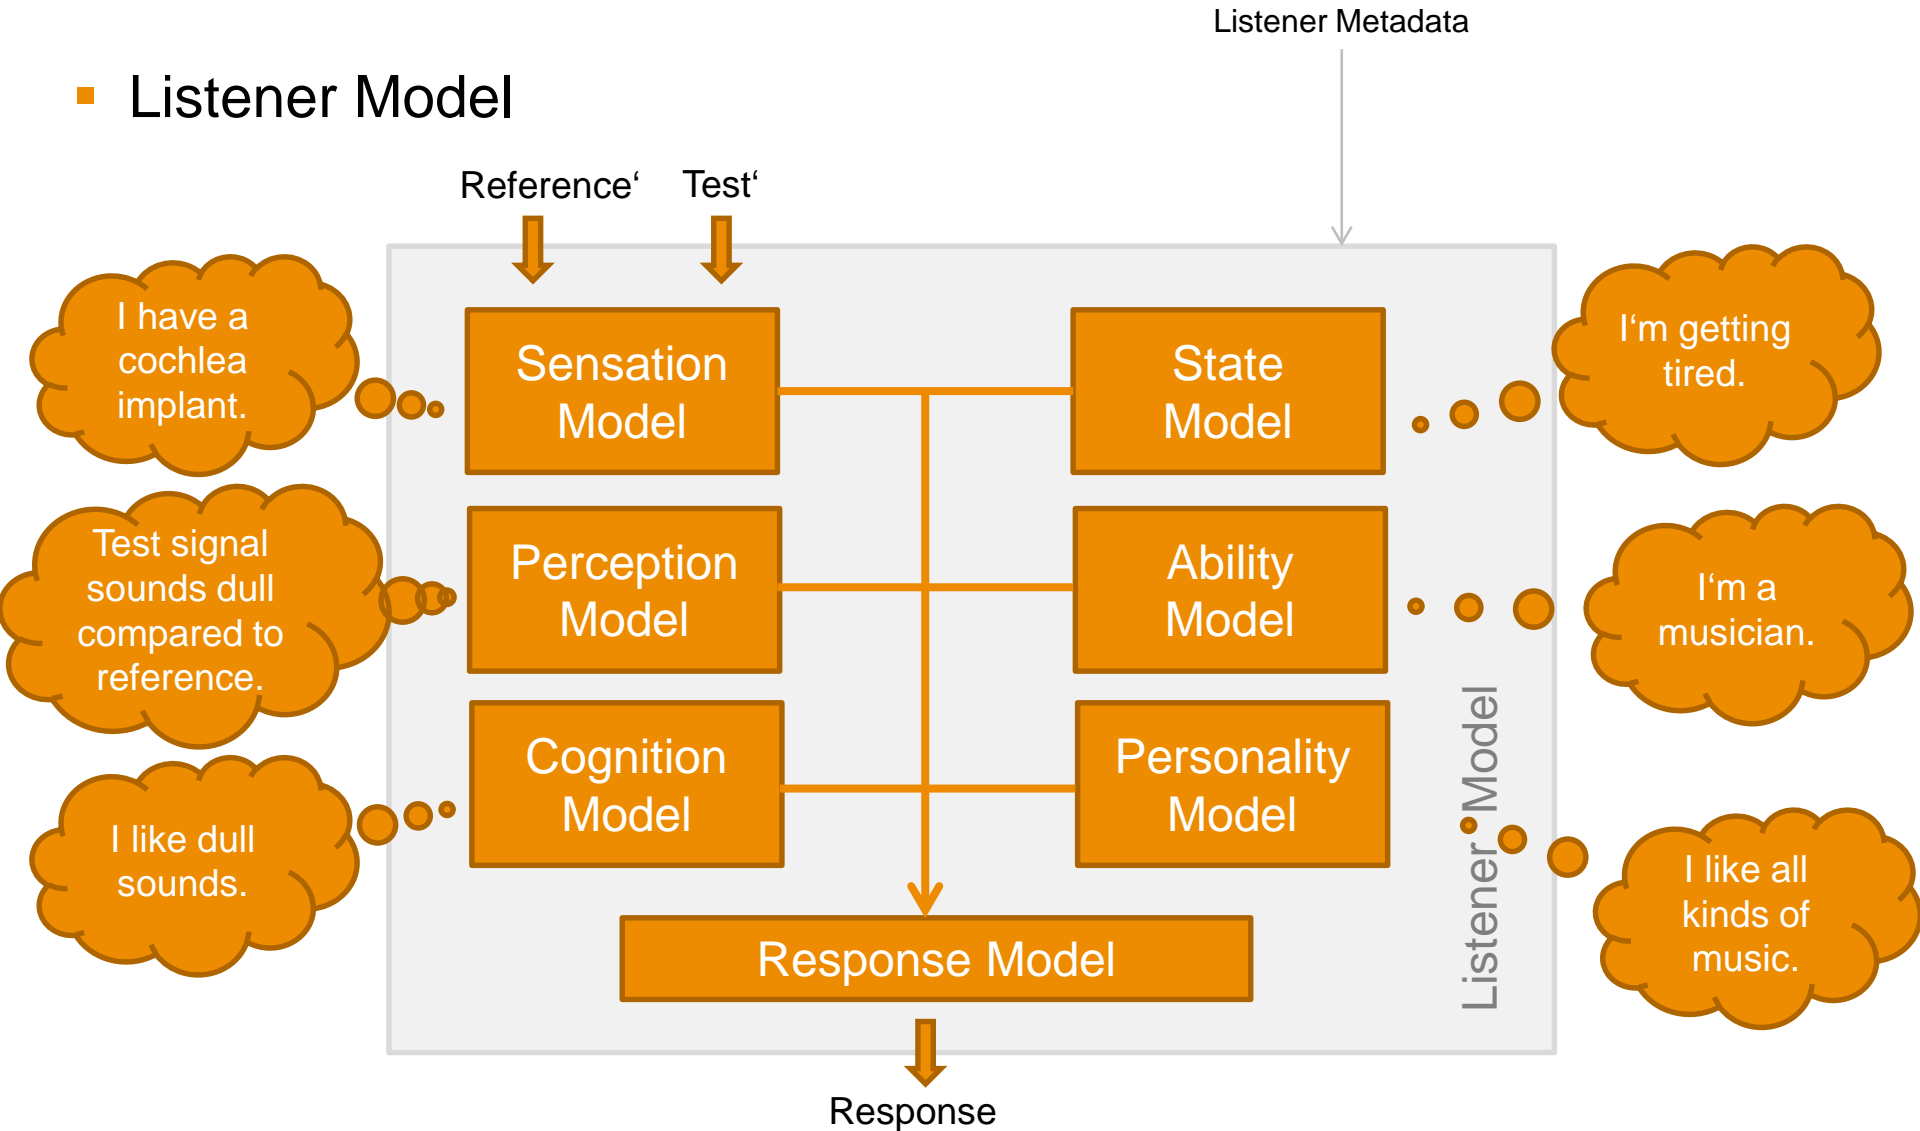 Listener Metadata
Listener Model
Reference‘ Test‘
I have a
cochlea
implant.
Sensation
Model
State
Model
I‘m getting
tired.
Test signal
sounds dull
compared to
reference.
Perception
Model
Ability
Model
I‘m a
musician.
I like dull
sounds.
Cognition
Model
Personality
Model
Listener Model
I like all
kinds of
music.
Response Model
Response